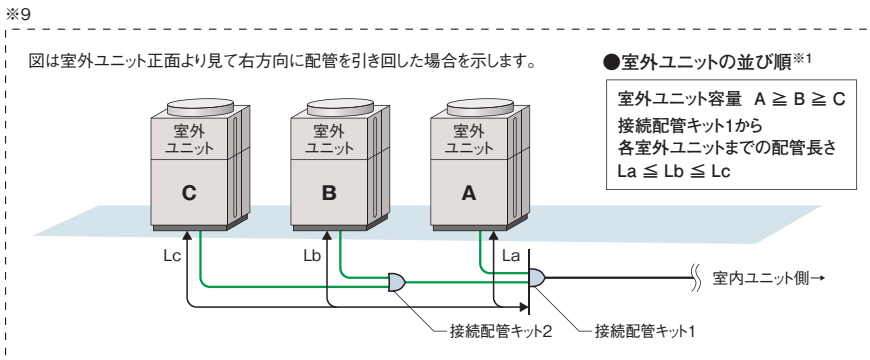 ※9
図は室外ユニット正面より見て右方向に配管を引き回した場合を示します。
●室外ユニットの並び順※1
室外ユニット容量 A ≧ B ≧ C
接続配管キット1から
各室外ユニットまでの配管長さ
La ≦ Lb ≦ Lc
室外
ユニット
C
室外
ユニット
B
室外
ユニット
A
Lc
Lb
La
室内ユニット側→
接続配管キット2
接続配管キット1